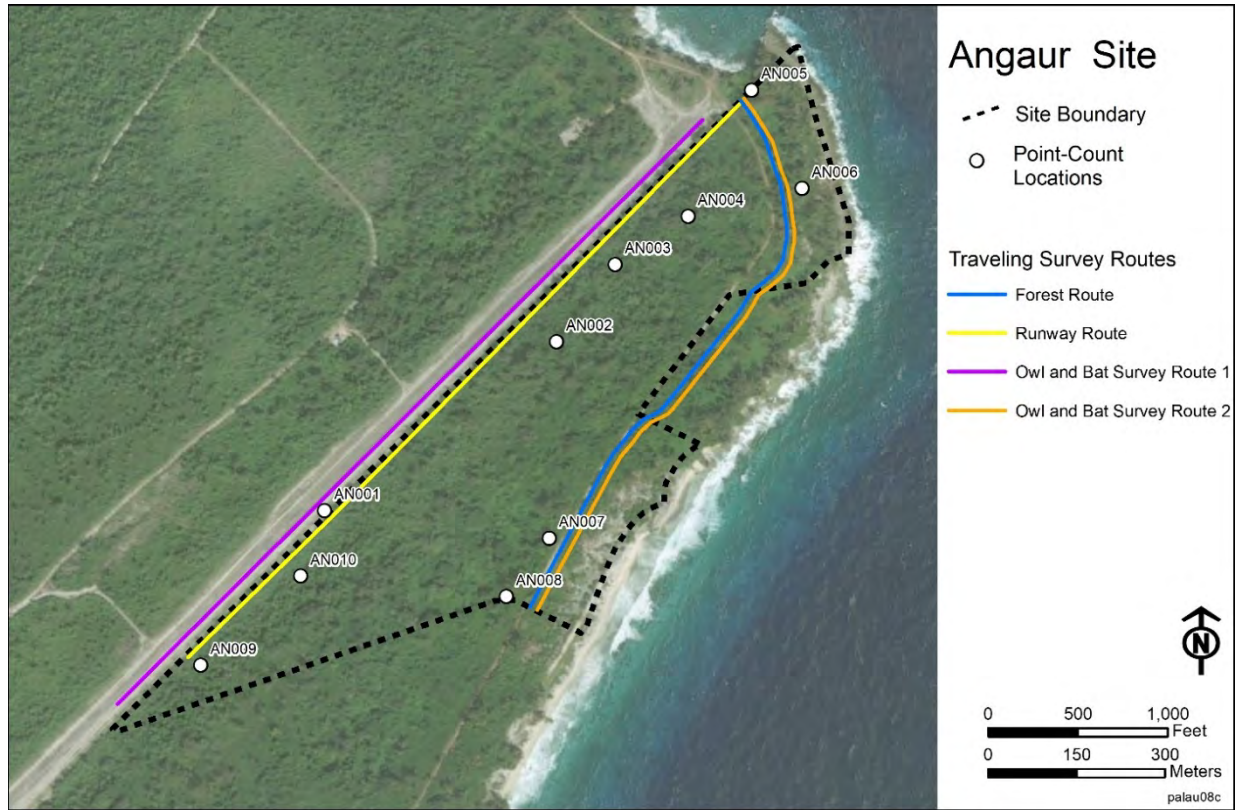 Angaur Site
Site Boundary
Point-Count
Locations
Traveling Survey Routes
Forest Route
Runway Route
Owl and Bat Survey Route 1
Owl and Bat Survey Route 2
AN005
AN006
AN004
AN003
AN002
AN001
AN007
AN010
AN008
AN009
N
0 500 1,000
Feet
0 150 300
Meters
palau08c